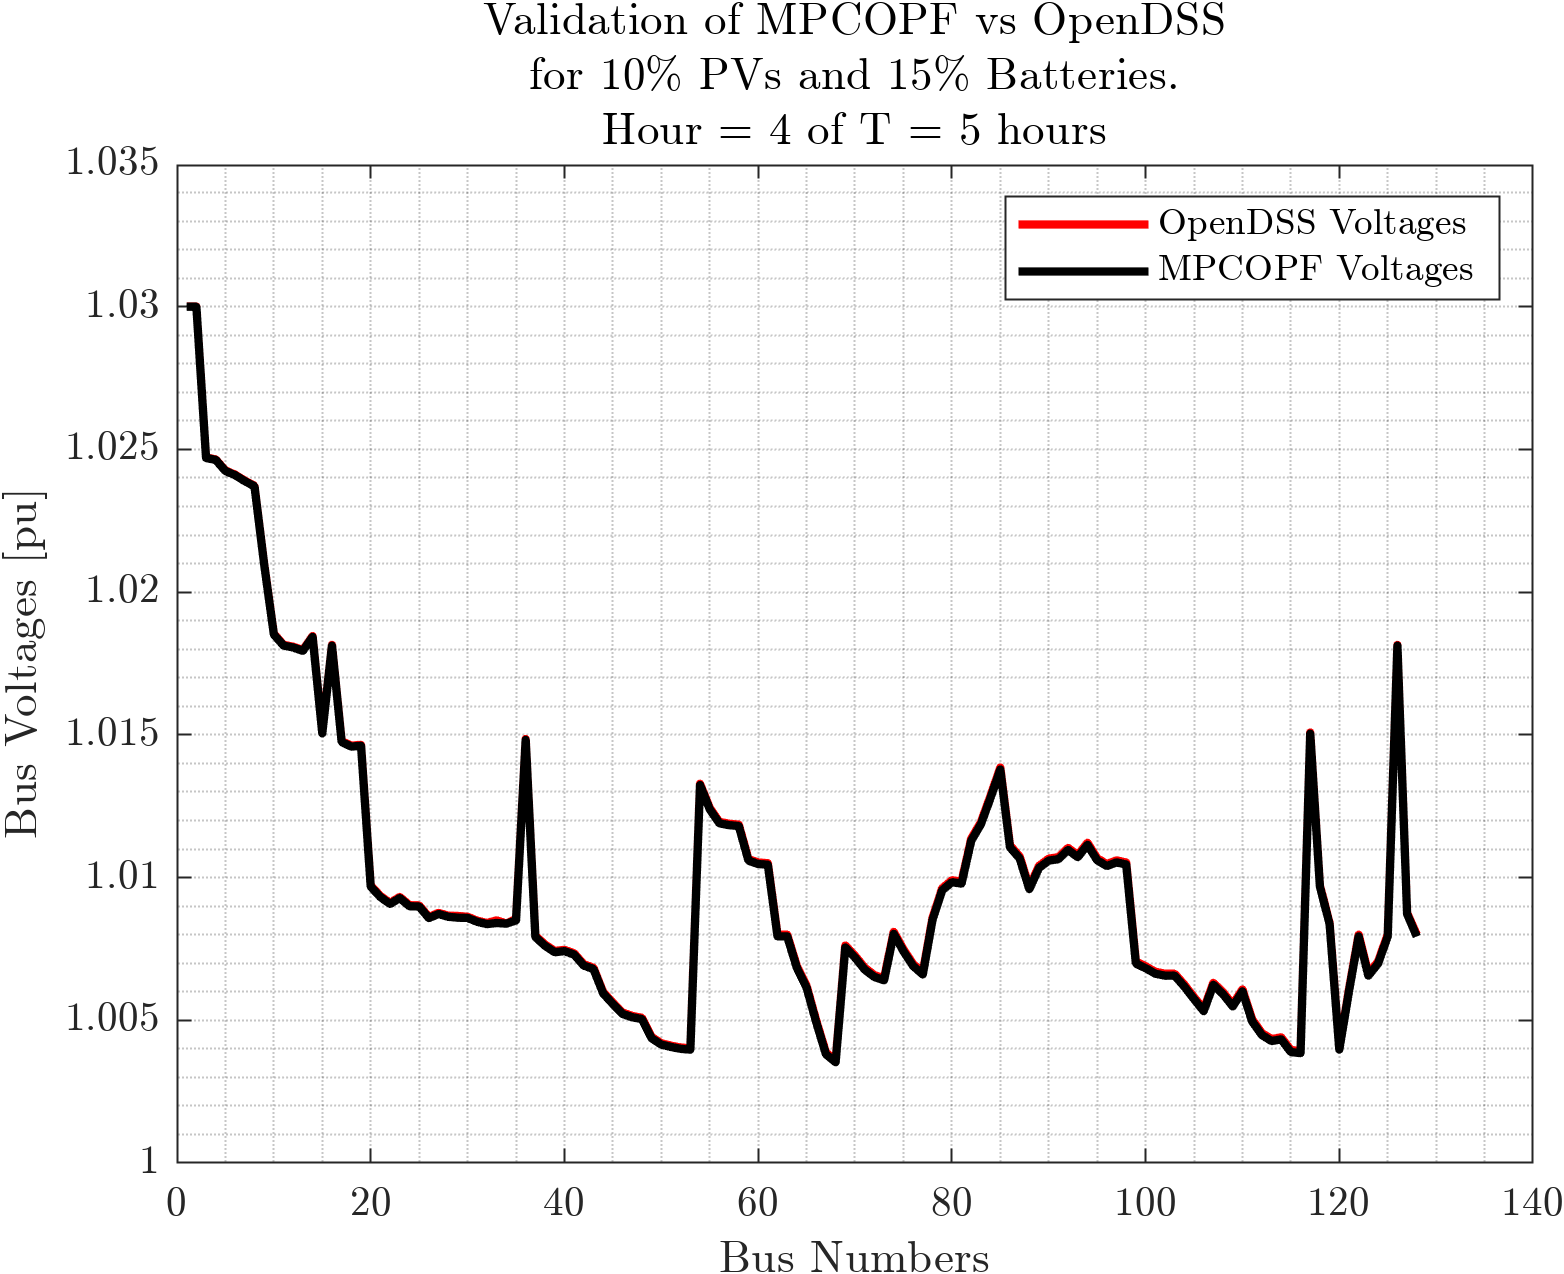 Validation of MPCOPF vs OpenDSS
for 10% PVs and 15% Batteries.
Hour = 4 of T = 5 hours
OpenDSS Voltages
MPCOPF Voltages
Bus Voltages [pu]
1.035
1.03
1.025
1.02
1.015
1.01
1.005
1
0 20 40 60 80 100 120 140
Bus Numbers